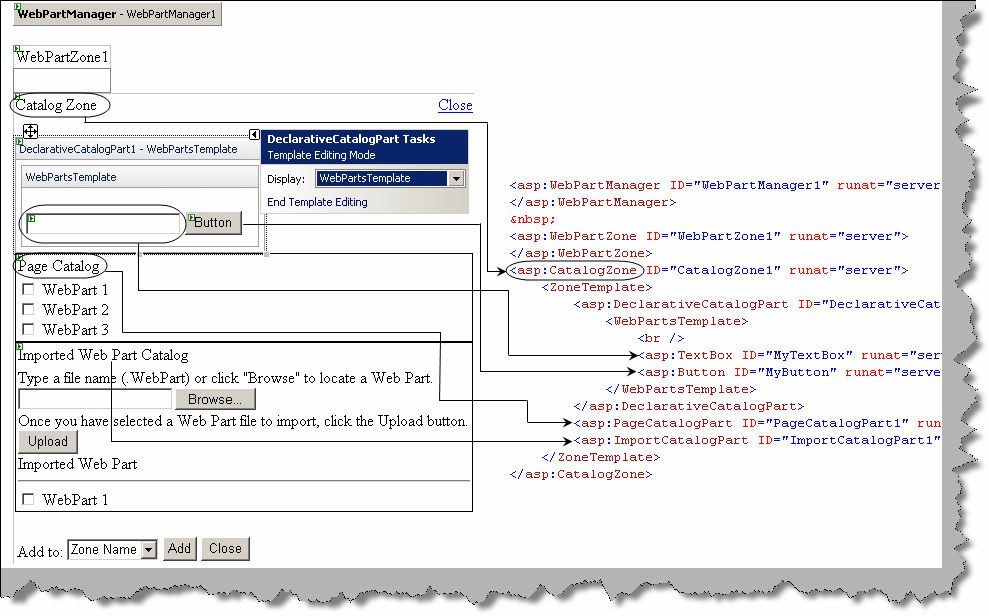 WebPartManager - WebPartManager1
WebPartZone1
Catalog Zone
Close
DeclarativeCatalogPart1 - WebPartsTemplate
WebPartsTemplate
Button
DeclarativeCatalogPart Tasks
Template Editing Mode
Display: WebPartsTemplate
End Template Editing
Page Catalog
WebPart 1
WebPart 2
WebPart 3
Imported Web Part Catalog
Type a file name (.WebPart) or click "Browse" to locate a Web Part.
Browse...
Once you have selected a Web Part file to import, click the Upload button.
Upload
Imported Web Part
WebPart 1
Add to: Zone Name Add Close
<asp:WebPartManager ID="WebPartManager1" runat="server
</asp:WebPartManager>
&nbsp;
<asp:WebPartZone ID="WebPartZone1" runat="server">
</asp:WebPartZone>
<asp:CatalogZone ID="CatalogZone1" runat="server">
<ZoneTemplate>
<asp:DeclarativeCatalogPart ID="DeclarativeCat
<WebPartsTemplate>
<br />
<asp:TextBox ID="MyTextBox" runat="ser
<asp:Button ID="MyButton" runat="serve
</WebPartsTemplate>
</asp:DeclarativeCatalogPart>
<asp:PageCatalogPart ID="PageCatalogPart1" run
<asp:ImportCatalogPart ID="ImportCatalogPart1"
</ZoneTemplate>
</asp:CatalogZone>